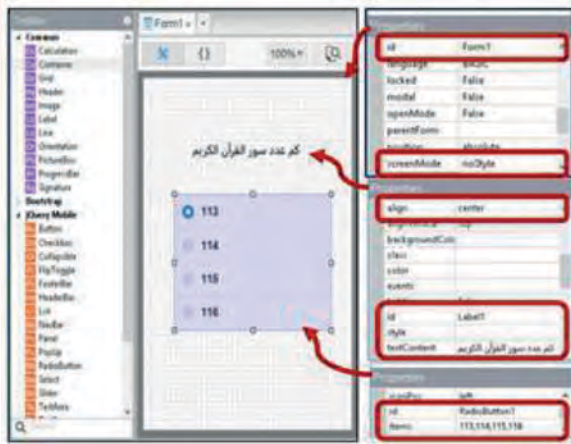 Toolbox
Common
Calculation
Container
Grid
Header
Image
Label
Line
Orientation
PictureBox
ProgressBar
Signature
Bootstrap
jQuery Mobile
Button
Checkbox
Collapsible
FlipToggle
FooterBar
HeaderBar
List
NavBar
Panel
PopUp
RadioButton
Select
Slider
TextArea
Form1
{}
100%
كم عدد سور القرآن الكريم
113
114
115
116
Properties
id Form1
language BASIC
locked False
modal False
openMode False
parentForm
position absolute
screenMode noStyle
Properties
align center
backgroundColo
class
color
events
id Label1
style
textContent كم عدد سور القرآن الكريم
Properties
iconPos left
id RadioButton1
items 113,114,115,116